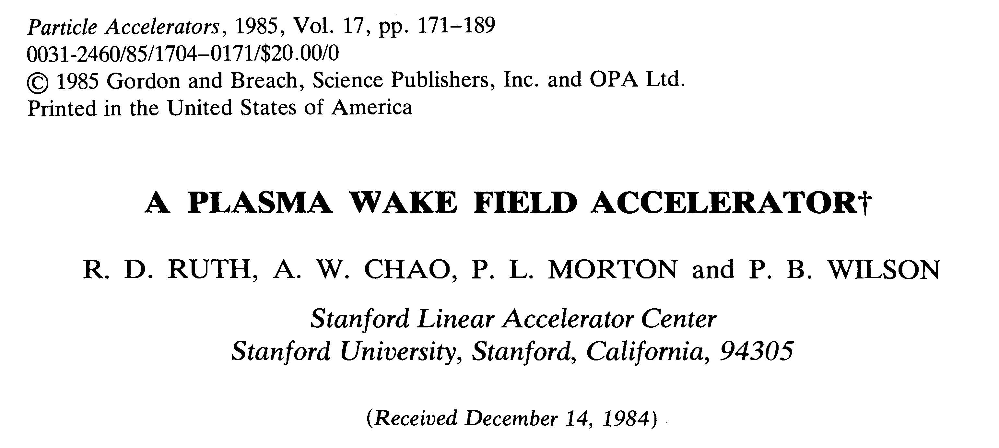 Particle Accelerators, 1985, Vol. 17, pp. 171–189
0031-2460/85/1704–0171/$20.00/0
© 1985 Gordon and Breach, Science Publishers, Inc. and OPA Ltd.
Printed in the United States of America
A PLASMA WAKE FIELD ACCELERATOR†
R. D. RUTH, A. W. CHAO, P. L. MORTON and P. B. WILSON
Stanford Linear Accelerator Center
Stanford University, Stanford, California, 94305
(Received December 14, 1984)